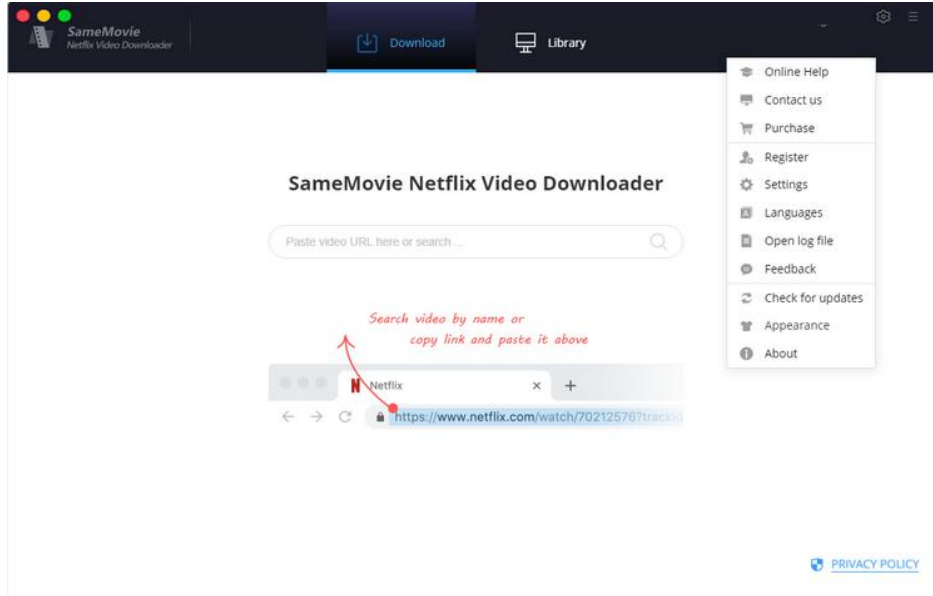 SameMovie
Netflix Video Downloader
Download
Library
Online Help
Contact us
Purchase
Register
Settings
Languages
Open log file
Feedback
Check for updates
Appearance
About
SameMovie Netflix Video Downloader
Paste video URL here or search ...
Search video by name or
copy link and paste it above
N Netflix
https://www.netflix.com/watch/70212576?trackId
PRIVACY POLICY